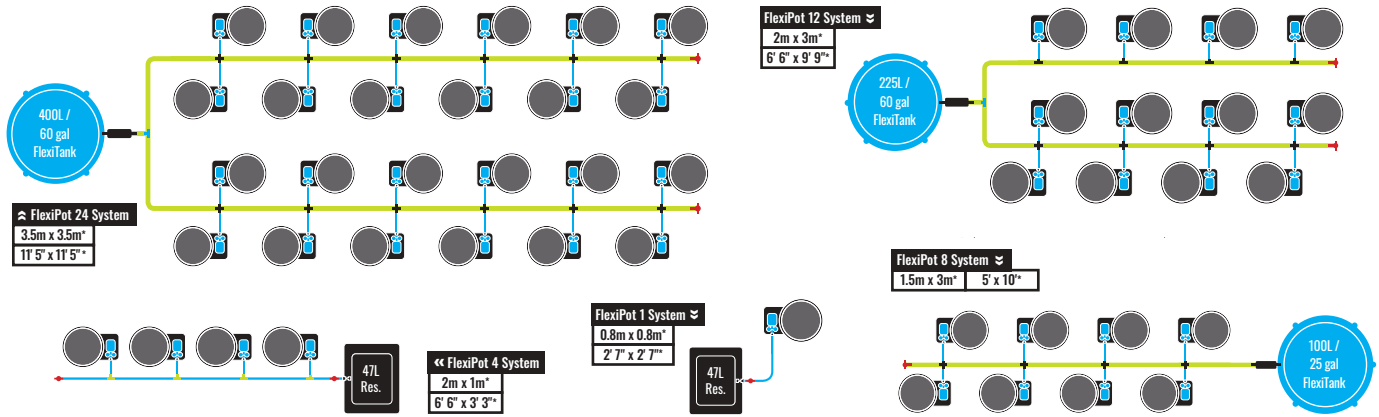 FlexiPot 12 System
2m x 3m*
6' 6" x 9' 9"*
400L /
60 gal
FlexiTank
225L /
60 gal
FlexiTank
FlexiPot 24 System
3.5m x 3.5m*
11' 5" x 11' 5"*
FlexiPot 8 System
1.5m x 3m* 5' x 10'*
FlexiPot 1 System
0.8m x 0.8m*
2' 7" x 2' 7"*
47L
Res.
FlexiPot 4 System
2m x 1m*
6' 6" x 3' 3"*
47L
Res.
100L /
25 gal
FlexiTank